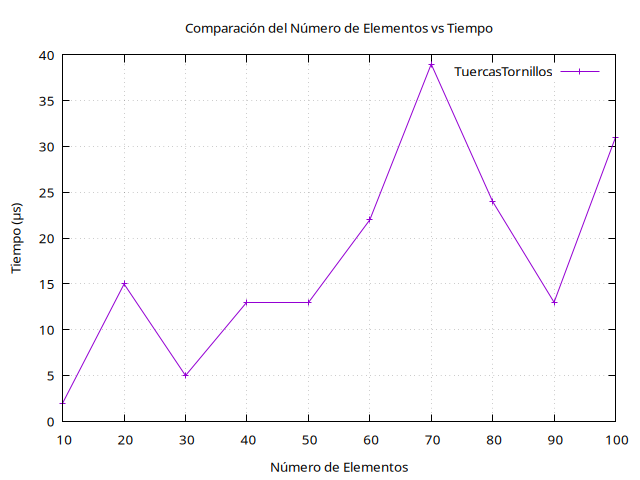 Comparación del Número de Elementos vs Tiempo
TuercasTornillos
Tiempo (µs)
40
35
30
25
20
15
10
5
0
10 20 30 40 50 60 70 80 90 100
Número de Elementos